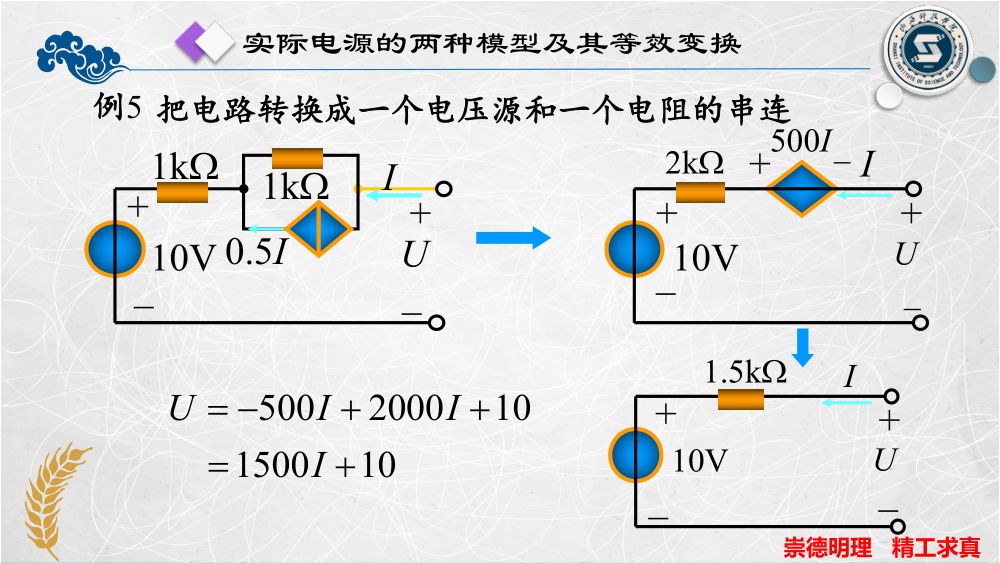 实际电源的两种模型及其等效变换
例5 把电路转换成一个电压源和一个电阻的串连
1kΩ
1kΩ
I
+
10V
0.5I
+
U
−
−
2kΩ
+ 500I −
I
+
10V
+
U
−
−
1.5kΩ
I
+
10V
+
U
−
−
U = −500I + 2000I + 10
= 1500I + 10
崇德明理 精工求真